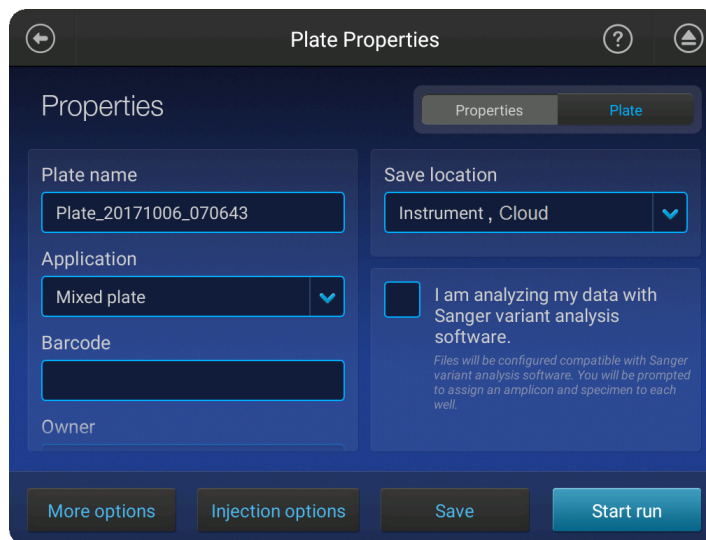 Plate Properties
?
Properties
Properties
Plate
Plate name
Plate_20171006_070643
Application
Mixed plate
Barcode
Owner
Save location
Instrument , Cloud
I am analyzing my data with
Sanger variant analysis
software.
Files will be configured compatible with Sanger
variant analysis software. You will be prompted
to assign an amplicon and specimen to each
well.
More options
Injection options
Save
Start run